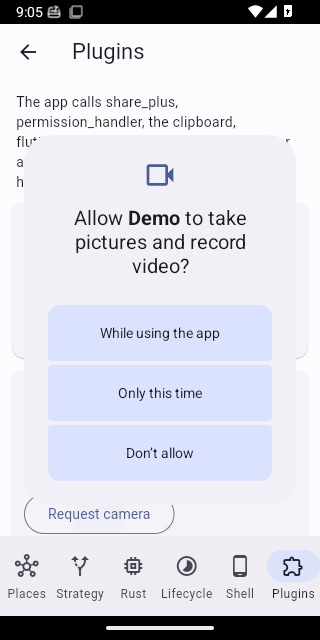 9:05
Plugins
The app calls share_plus,
permission_handler, the clipboard,
Allow Demo to take
pictures and record
video?
While using the app
Only this time
Don't allow
Request camera
Places Strategy Rust Lifecycle Shell Plugins